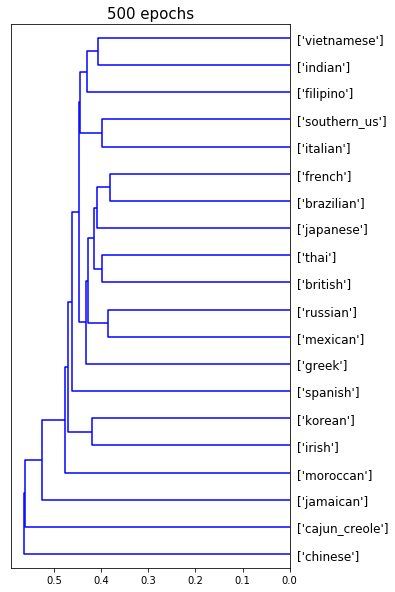 500 epochs
['vietnamese']
['indian']
['filipino']
['southern_us']
['italian']
['french']
['brazilian']
['japanese']
['thai']
['british']
['russian']
['mexican']
['greek']
['spanish']
['korean']
['irish']
['moroccan']
['jamaican']
['cajun_creole']
['chinese']
0.5 0.4 0.3 0.2 0.1 0.0